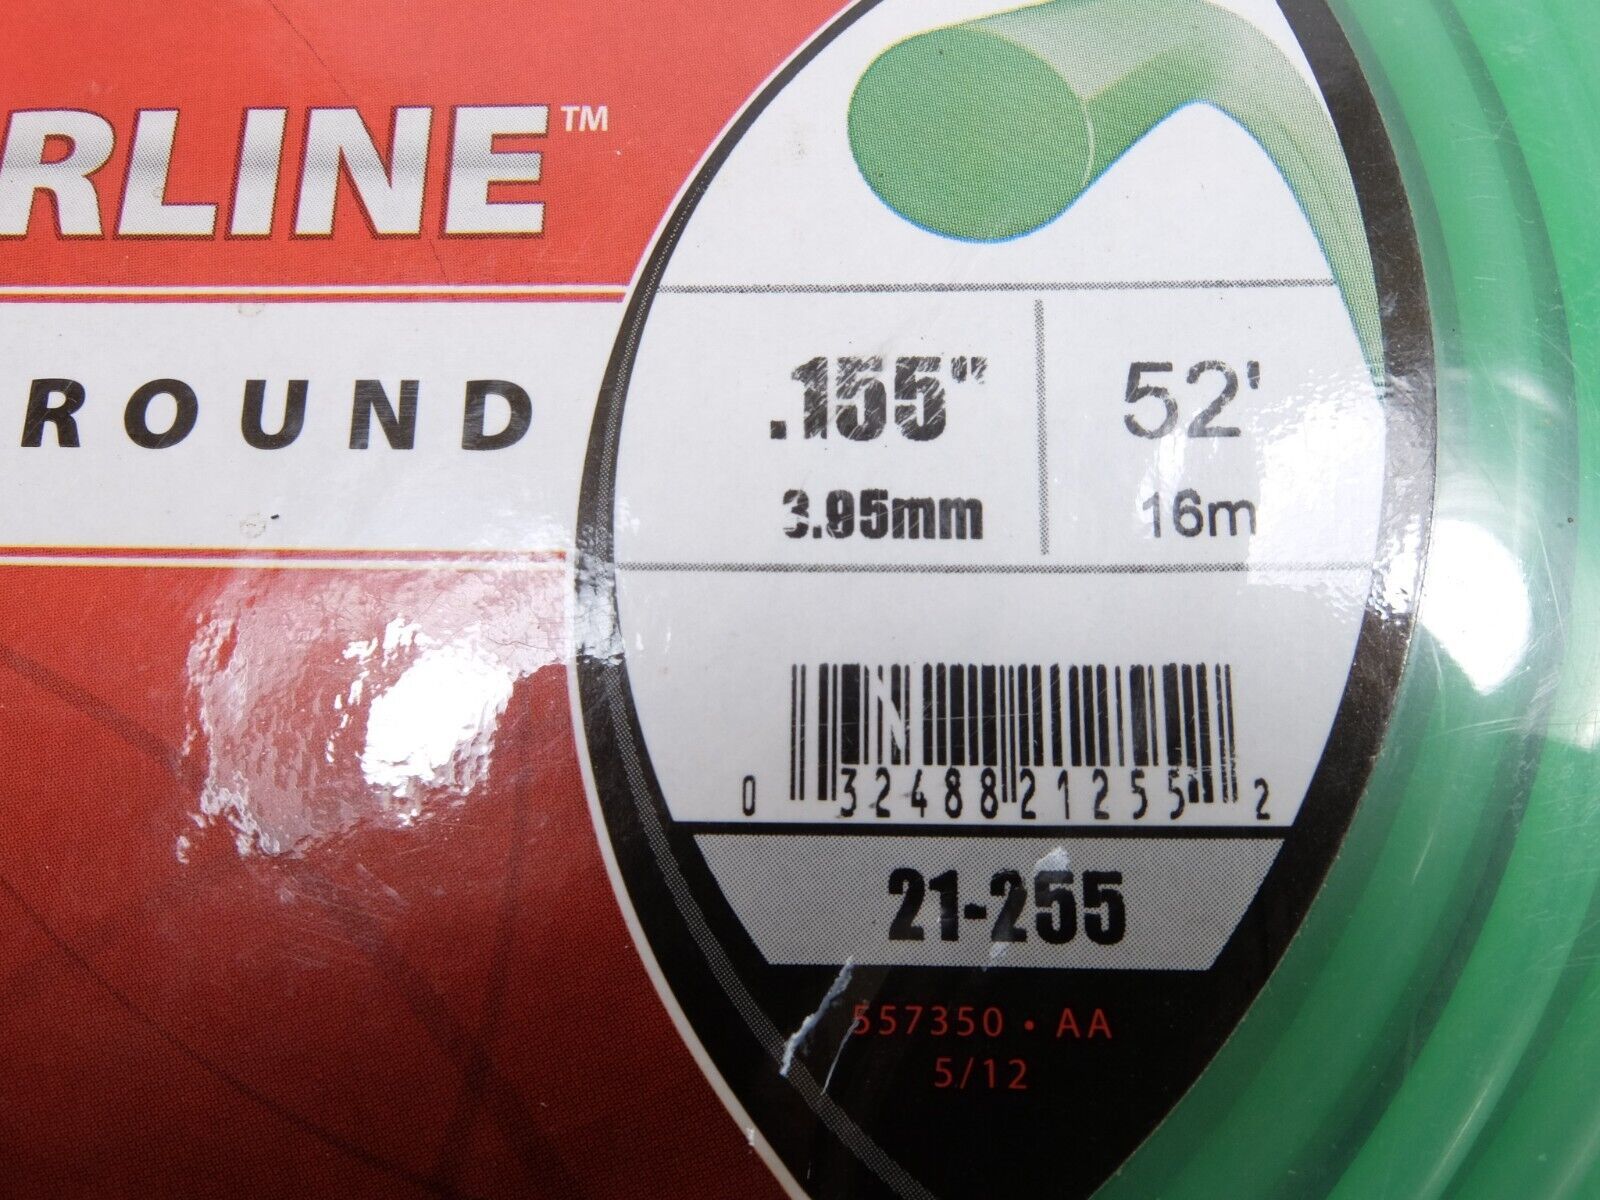 RLINE™
ROUND
.155"
52'
3.95mm
16m
0 32488 21255 2
21-255
557350 • AA
5/12